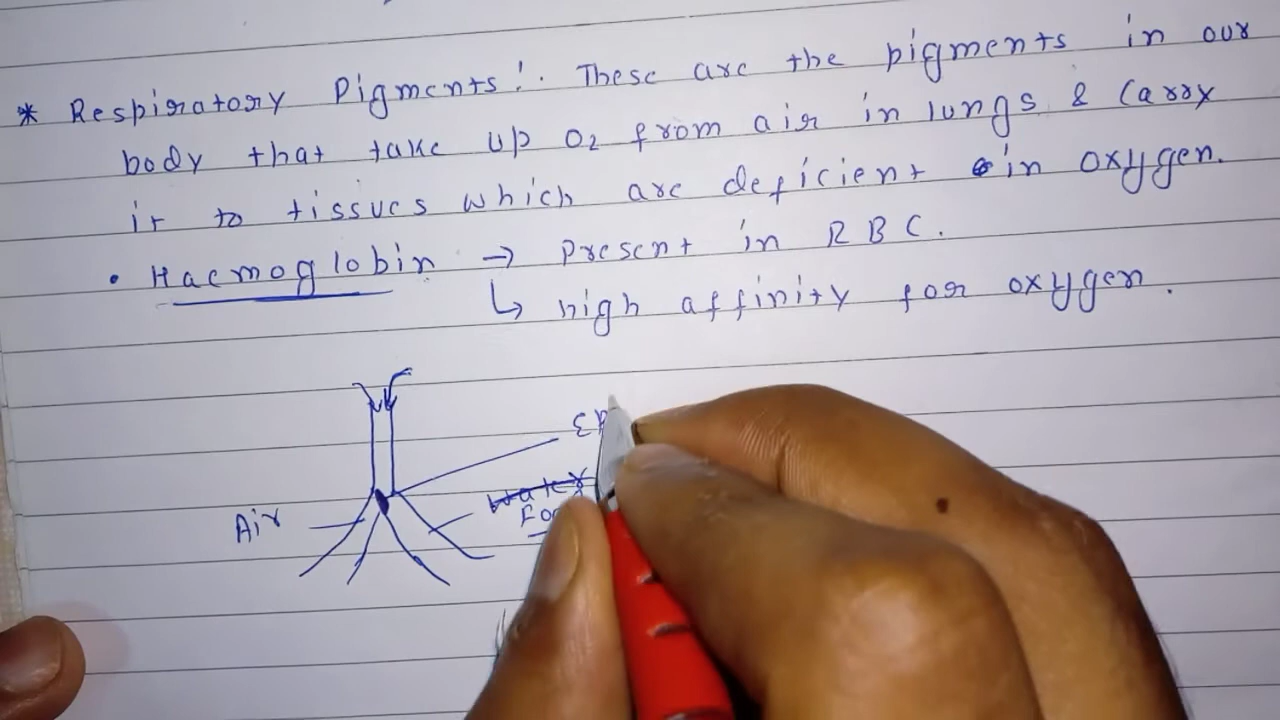 * Respiratory Pigments :- These are the pigments in our
body that take up O2 from air in lungs & carry
it to tissues which are deficient in oxygen.
• Haemoglobin → Present in RBC.
↳ high affinity for oxygen.
Air